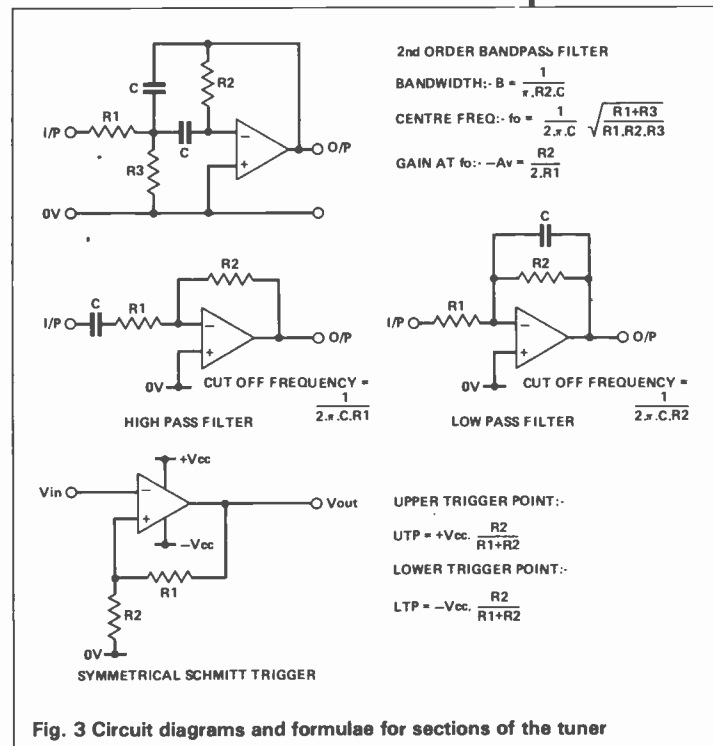 2nd ORDER BANDPASS FILTER
BANDWIDTH:- B = 1 / π.R2.C
CENTRE FREQ:- fo = 1 / 2.π.C √ R1+R3 / R1.R2.R3
GAIN AT fo:- −Av = R2 / 2.R1
C
R2
R1
I/P
C
−
+
O/P
R3
0V
R2
C
R1
I/P
−
+
O/P
0V
CUT OFF FREQUENCY = 1 / 2.π.C.R1
HIGH PASS FILTER
C
R2
R1
I/P
−
+
O/P
0V
CUT OFF FREQUENCY = 1 / 2.π.C.R2
LOW PASS FILTER
+Vcc
Vin
−
+
Vout
−Vcc
R1
R2
0V
SYMMETRICAL SCHMITT TRIGGER
UPPER TRIGGER POINT:-
UTP = +Vcc. R2 / R1+R2
LOWER TRIGGER POINT:-
LTP = −Vcc. R2 / R1+R2
Fig. 3 Circuit diagrams and formulae for sections of the tuner